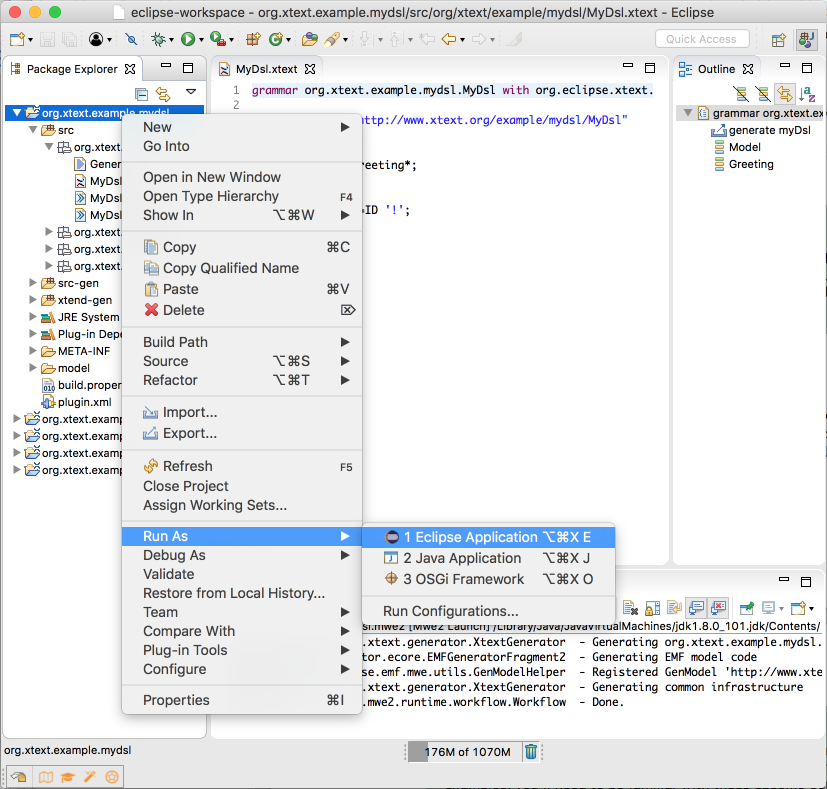 eclipse-workspace - org.xtext.example.mydsl/src/org/xtext/example/mydsl/MyDsl.xtext - Eclipse
Quick Access
Package Explorer
MyDsl.xtext
Outline
org.xtext.example.mydsl
src
org.xtext.
Gener
MyDsl
MyDsl
MyDsl
org.xtext.
org.xtext.
org.xtext.
src-gen
xtend-gen
JRE System
Plug-in Depe
META-INF
model
build.proper
plugin.xml
org.xtext.examp
org.xtext.examp
org.xtext.examp
org.xtext.examp
1 grammar org.xtext.example.mydsl.MyDsl with org.eclipse.xtext.
2
ttp://www.xtext.org/example/mydsl/MyDsl"
reeting*;
ID '!';
grammar org.xtext.ex
generate myDsl
Model
Greeting
New
Go Into
Open in New Window
Open Type Hierarchy F4
Show In ⌥⌘W
Copy ⌘C
Copy Qualified Name
Paste ⌘V
Delete ⌦
Build Path
Source ⌥⌘S
Refactor ⌥⌘T
Import...
Export...
Refresh F5
Close Project
Assign Working Sets...
Run As
Debug As
Validate
Restore from Local History...
Team
Compare With
Plug-in Tools
Configure
Properties ⌘I
1 Eclipse Application ⌥⌘X E
2 Java Application ⌥⌘X J
3 OSGi Framework ⌥⌘X O
Run Configurations...
sl.mwe2 [Mwe2 Launch] /Library/Java/JavaVirtualMachines/jdk1.8.0_101.jdk/Contents/
.xtext.generator.XtextGenerator - Generating org.xtext.example.mydsl.
tor.ecore.EMFGeneratorFragment2 - Generating EMF model code
se.emf.mwe.utils.GenModelHelper - Registered GenModel 'http://www.xte
.xtext.generator.XtextGenerator - Generating common infrastructure
.mwe2.runtime.workflow.Workflow - Done.
org.xtext.example.mydsl
176M of 1070M